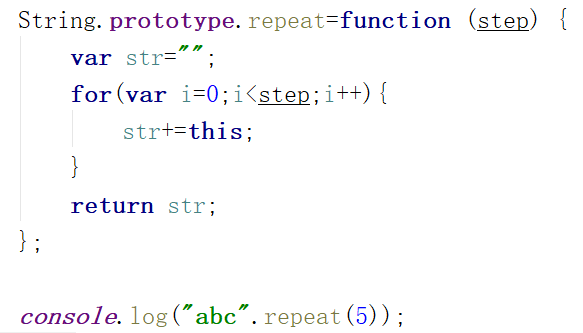 String.prototype.repeat=function (step) {
    var str="";
    for(var i=0;i<step;i++){
        str+=this;
    }
    return str;
};
console.log("abc".repeat(5));